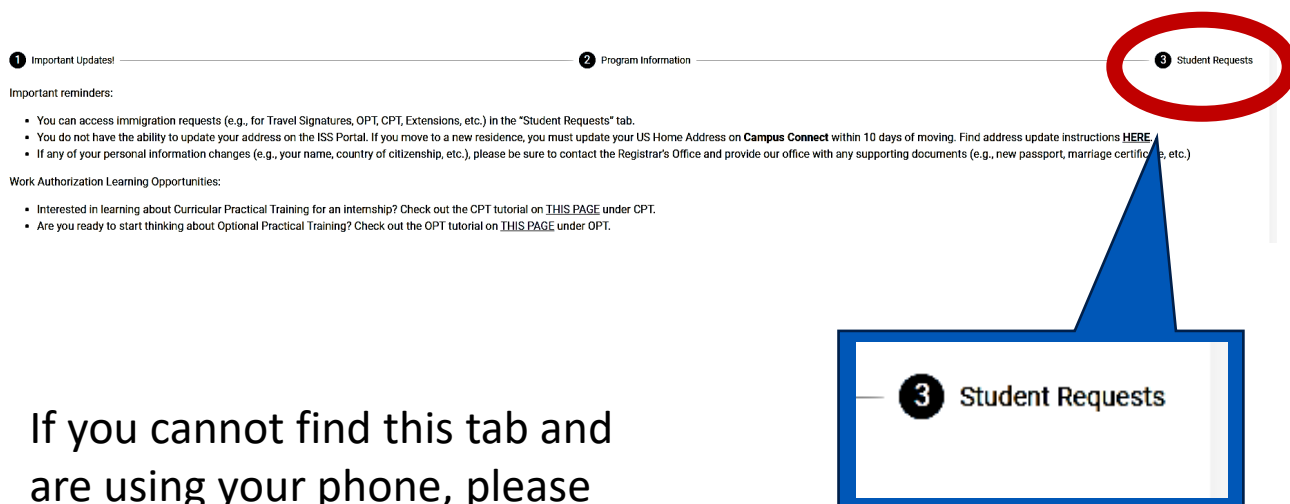 1 Important Updates! 2 Program Information 3 Student Requests
Important reminders:
▪ You can access immigration requests (e.g., for Travel Signatures, OPT, CPT, Extensions, etc.) in the "Student Requests" tab.
▪ You do not have the ability to update your address on the ISS Portal. If you move to a new residence, you must update your US Home Address on Campus Connect within 10 days of moving. Find address update instructions HERE.
▪ If any of your personal information changes (e.g., your name, country of citizenship, etc.), please be sure to contact the Registrar's Office and provide our office with any supporting documents (e.g., new passport, marriage certificate, etc.)
Work Authorization Learning Opportunities:
▪ Interested in learning about Curricular Practical Training for an internship? Check out the CPT tutorial on THIS PAGE under CPT.
▪ Are you ready to start thinking about Optional Practical Training? Check out the OPT tutorial on THIS PAGE under OPT.
3 Student Requests
If you cannot find this tab and
are using your phone, please